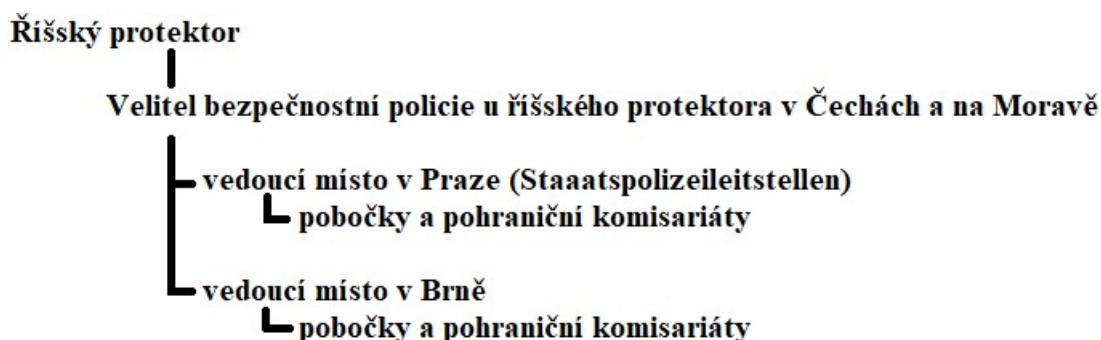 Říšský protektor
Velitel bezpečnostní policie u říšského protektora v Čechách a na Moravě
vedoucí místo v Praze (Staaatspolizeileitstellen)
pobočky a pohraniční komisariáty
vedoucí místo v Brně
pobočky a pohraniční komisariáty